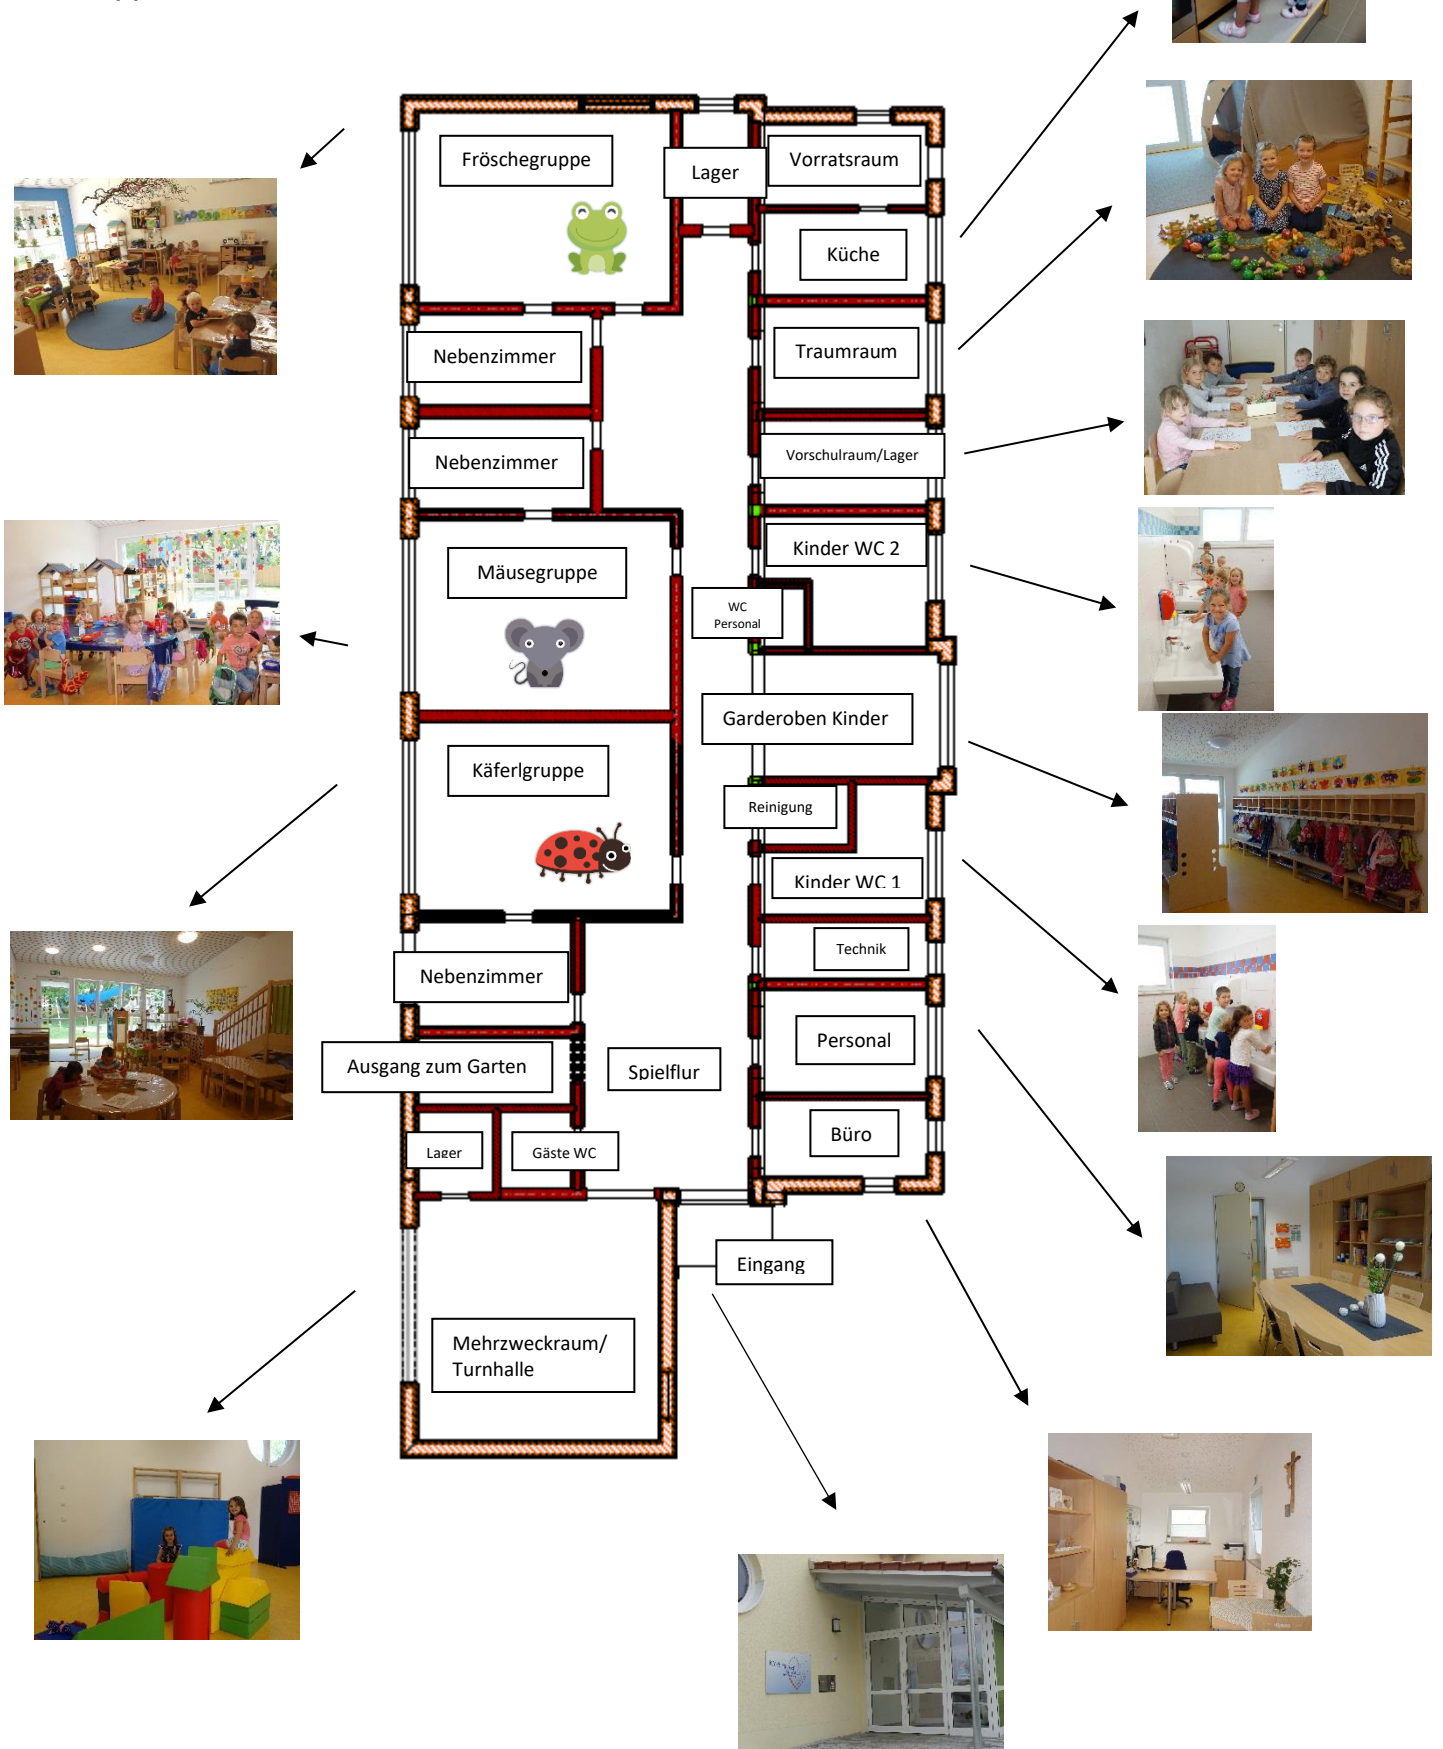 Fröschegruppe
Lager
Vorratsraum
Küche
Nebenzimmer
Traumraum
Nebenzimmer
Vorschulraum/Lager
Kinder WC 2
Mäusegruppe
WC
Personal
Garderoben Kinder
Käferlgruppe
Reinigung
Kinder WC 1
Technik
Nebenzimmer
Personal
Ausgang zum Garten
Spielflur
Büro
Lager
Gäste WC
Eingang
Mehrzweckraum/
Turnhalle